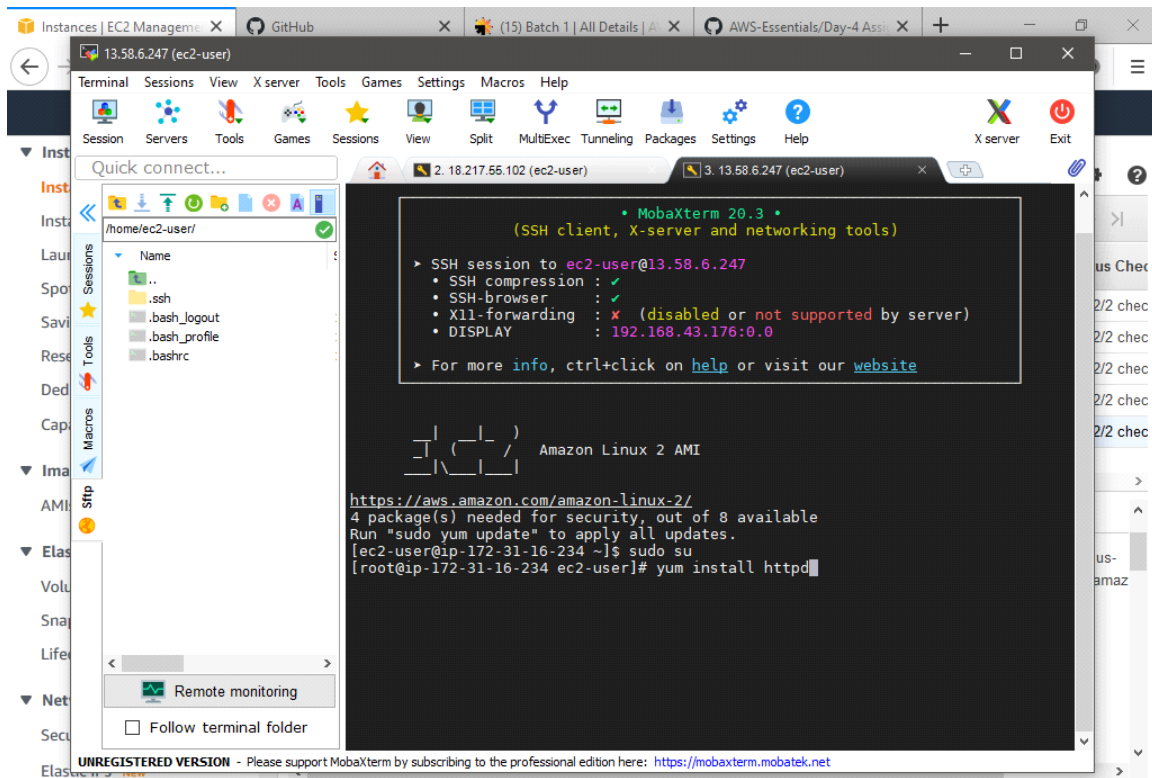 Instances | EC2 Manageme
GitHub
(15) Batch 1 | All Details | A
AWS-Essentials/Day-4 Assi
13.58.6.247 (ec2-user)
Terminal Sessions View X server Tools Games Settings Macros Help
Session Servers Tools Games Sessions View Split MultiExec Tunneling Packages Settings Help X server Exit
Quick connect...
2. 18.217.55.102 (ec2-user)
3. 13.58.6.247 (ec2-user)
/home/ec2-user/
Name
..
.ssh
.bash_logout
.bash_profile
.bashrc
Sessions
Tools
Macros
Sftp
Remote monitoring
Follow terminal folder
• MobaXterm 20.3 •
(SSH client, X-server and networking tools)
➤ SSH session to ec2-user@13.58.6.247
• SSH compression : ✔
• SSH-browser : ✔
• X11-forwarding : ✘ (disabled or not supported by server)
• DISPLAY : 192.168.43.176:0.0
➤ For more info, ctrl+click on help or visit our website
__| __|_ )
_| ( / Amazon Linux 2 AMI
___|\___|___|
https://aws.amazon.com/amazon-linux-2/
4 package(s) needed for security, out of 8 available
Run "sudo yum update" to apply all updates.
[ec2-user@ip-172-31-16-234 ~]$ sudo su
[root@ip-172-31-16-234 ec2-user]# yum install httpd
UNREGISTERED VERSION - Please support MobaXterm by subscribing to the professional edition here: https://mobaxterm.mobatek.net
Inst
Inst
Insta
Laun
Spot
Savi
Rese
Ded
Capa
Ima
AMIs
Elas
Volu
Snap
Lifec
Net
Secu
us Chec
2/2 chec
2/2 chec
2/2 chec
2/2 chec
2/2 chec
us-
amaz